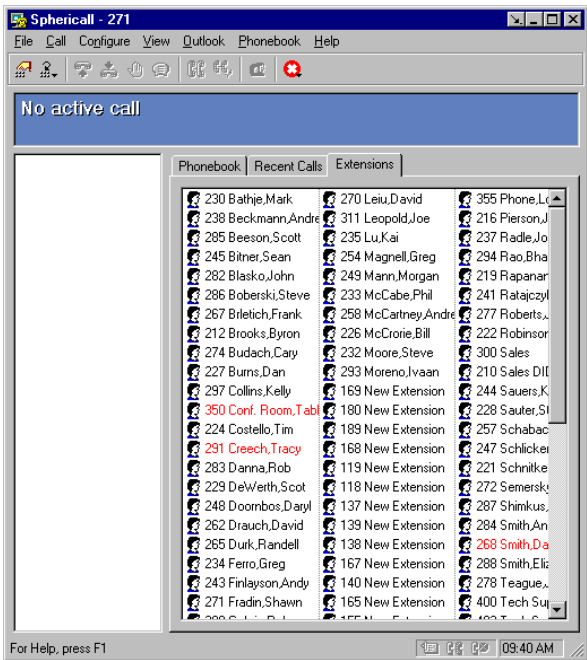 Sphericall - 271
File Call Configure View Outlook Phonebook Help
No active call
Phonebook Recent Calls Extensions
230 Bathje,Mark
238 Beckmann,Andre
285 Beeson,Scott
245 Bitner,Sean
282 Blasko,John
286 Boberski,Steve
267 Brletich,Frank
212 Brooks,Byron
274 Budach,Cary
227 Burns,Dan
297 Collins,Kelly
350 Conf. Room,Tabl
224 Costello,Tim
291 Creech,Tracy
283 Danna,Rob
229 DeWerth,Scot
248 Doornbos,Daryl
262 Drauch,David
265 Durk,Randell
234 Ferro,Greg
243 Finlayson,Andy
271 Fradin,Shawn
270 Leiu,David
311 Leopold,Joe
235 Lu,Kai
254 Magnell,Greg
249 Mann,Morgan
233 McCabe,Phil
258 McCartney,Andre
226 McCrorie,Bill
232 Moore,Steve
293 Moreno,Ivaan
169 New Extension
180 New Extension
189 New Extension
168 New Extension
119 New Extension
118 New Extension
137 New Extension
139 New Extension
138 New Extension
167 New Extension
140 New Extension
165 New Extension
355 Phone,Lo
216 Pierson,J
237 Radle,Jo
294 Rao,Bha
219 Rapanar
241 Ratajczyl
277 Roberts,
222 Robinsor
300 Sales
210 Sales DID
244 Sauers,K
228 Sauter,St
257 Schabac
247 Schlicker
221 Schnitke
272 Semersky
287 Shimkus,
284 Smith,An
268 Smith,Da
288 Smith,Eliz
278 Teague,
400 Tech Sup
For Help, press F1
09:40 AM